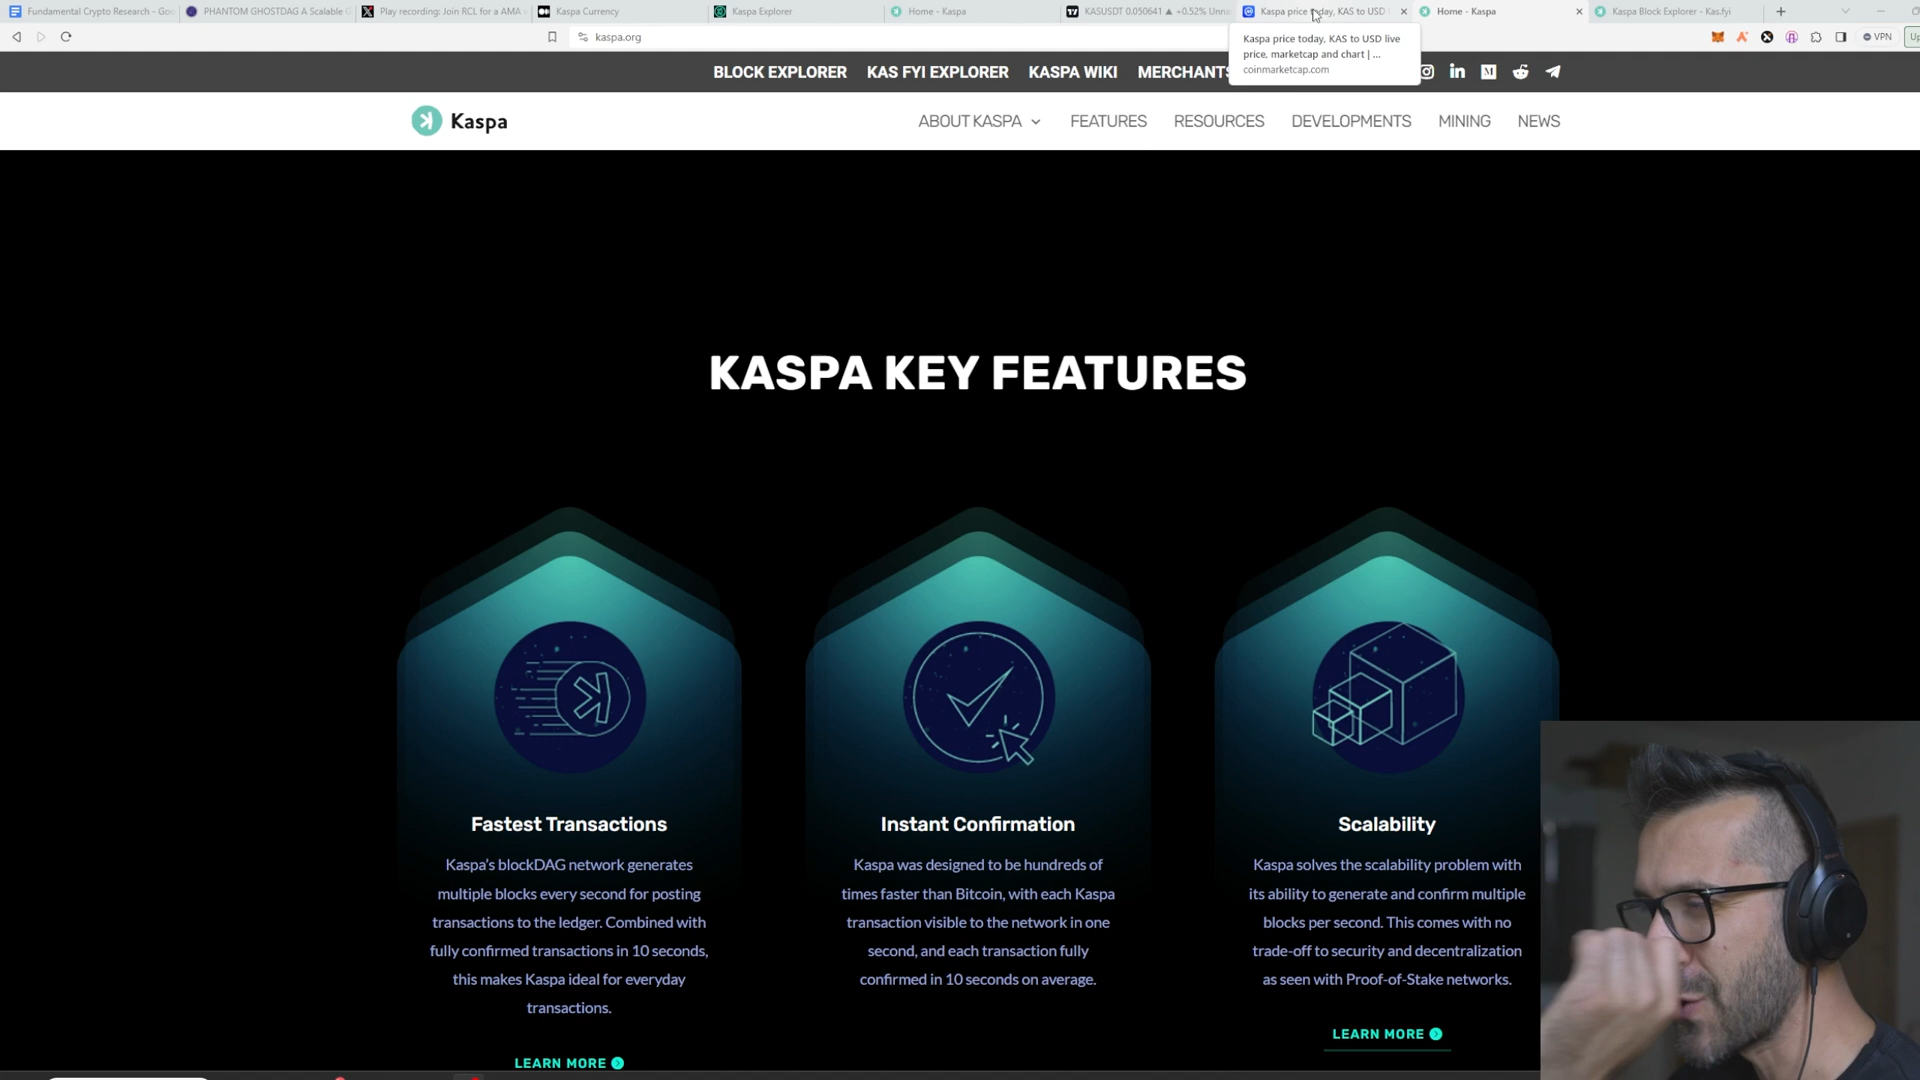 Fundamental Crypto Research - Goo
PHANTOM GHOSTDAG A Scalable G
Play recording: Join RCL for a AMA w
Kaspa Currency
Kaspa Explorer
Home - Kaspa
KASUSDT 0.050641 ▲ +0.52% Unna
Kaspa price today, KAS to USD
Home - Kaspa
Kaspa Block Explorer - Kas.fyi
kaspa.org
VPN
Up
Kaspa price today, KAS to USD live
price, marketcap and chart | ...
coinmarketcap.com
BLOCK EXPLORER
KAS FYI EXPLORER
KASPA WIKI
MERCHANTS
Kaspa
ABOUT KASPA
FEATURES
RESOURCES
DEVELOPMENTS
MINING
NEWS
KASPA KEY FEATURES
Fastest Transactions
Kaspa's blockDAG network generates
multiple blocks every second for posting
transactions to the ledger. Combined with
fully confirmed transactions in 10 seconds,
this makes Kaspa ideal for everyday
transactions.
LEARN MORE
Instant Confirmation
Kaspa was designed to be hundreds of
times faster than Bitcoin, with each Kaspa
transaction visible to the network in one
second, and each transaction fully
confirmed in 10 seconds on average.
Scalability
Kaspa solves the scalability problem with
its ability to generate and confirm multiple
blocks per second. This comes with no
trade-off to security and decentralization
as seen with Proof-of-Stake networks.
LEARN MORE